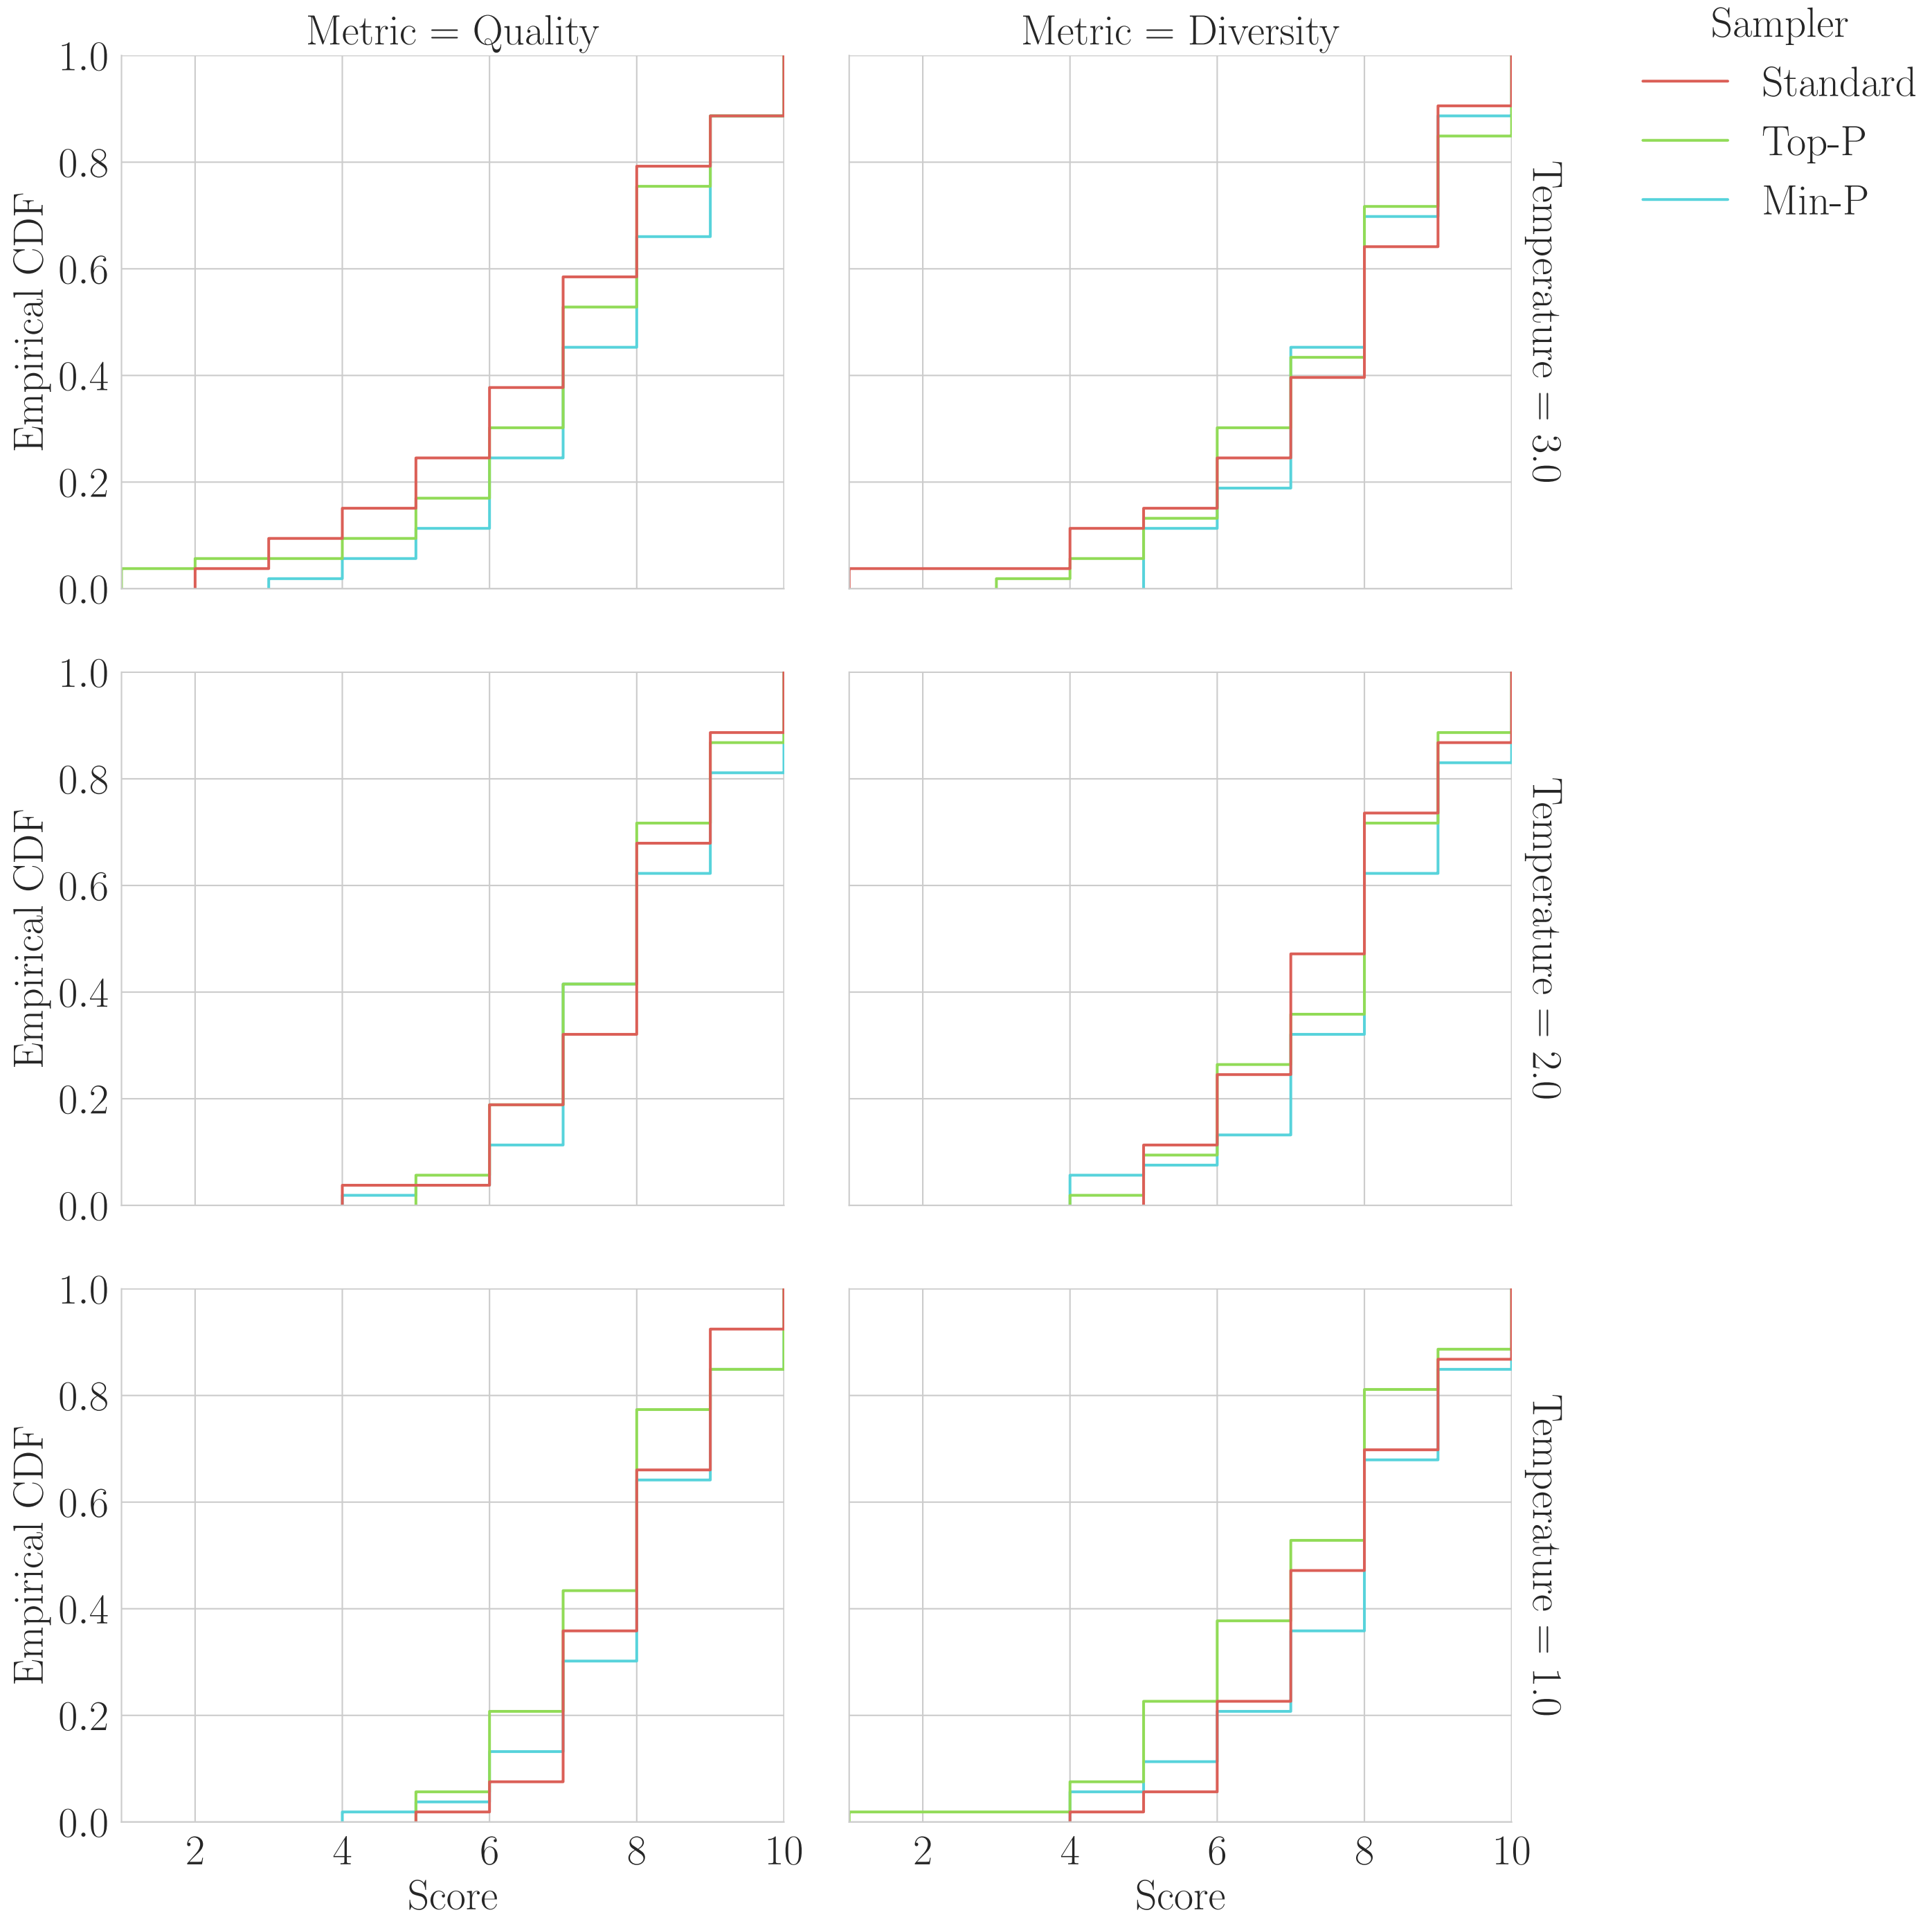 Metric = Quality
Metric = Diversity
Sampler
Standard
Top-P
Min-P
1.0
0.8
0.6
0.4
0.2
0.0
Empirical CDF
Temperature = 3.0
1.0
0.8
0.6
0.4
0.2
0.0
Empirical CDF
Temperature = 2.0
1.0
0.8
0.6
0.4
0.2
0.0
Empirical CDF
Temperature = 1.0
2 4 6 8 10
Score
2 4 6 8 10
Score